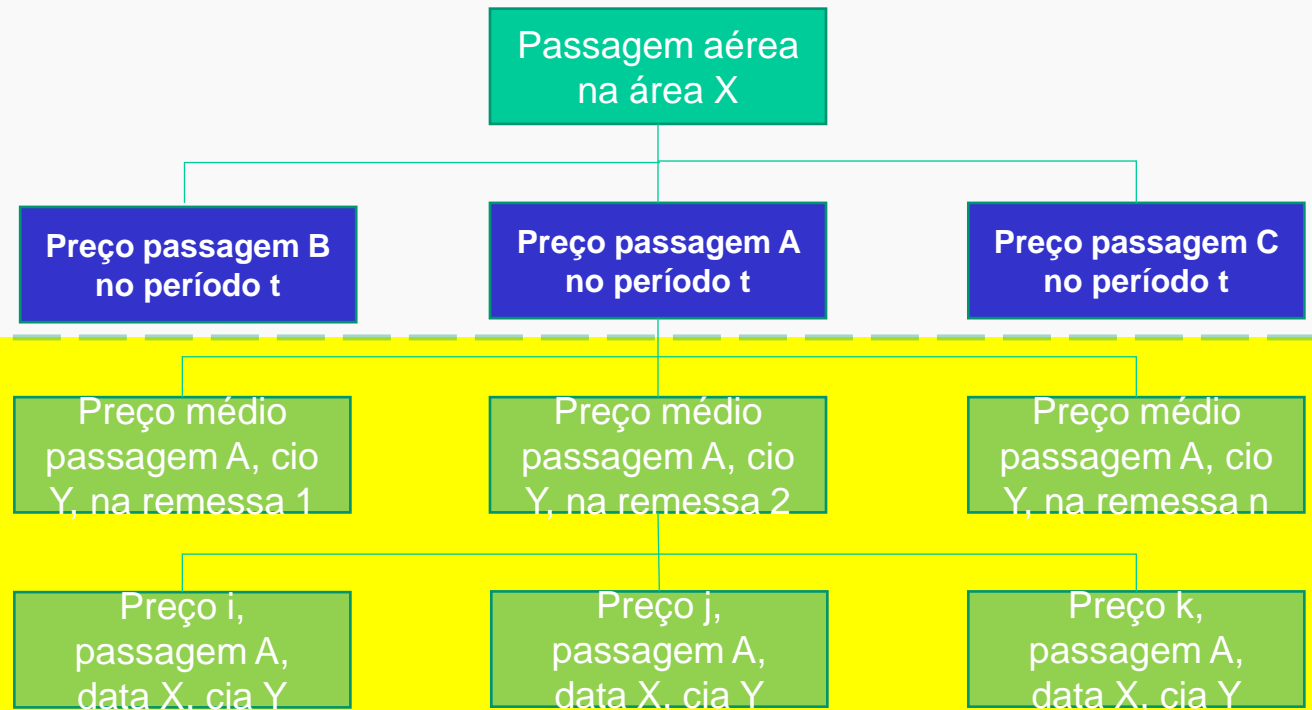 Passagem aérea
na área X
Preço passagem B
no período t
Preço passagem A
no período t
Preço passagem C
no período t
Preço médio
passagem A, cio
Y, na remessa 1
Preço médio
passagem A, cio
Y, na remessa 2
Preço médio
passagem A, cio
Y, na remessa n
Preço i,
passagem A,
data X, cia Y
Preço j,
passagem A,
data X, cia Y
Preço k,
passagem A,
data X, cia Y